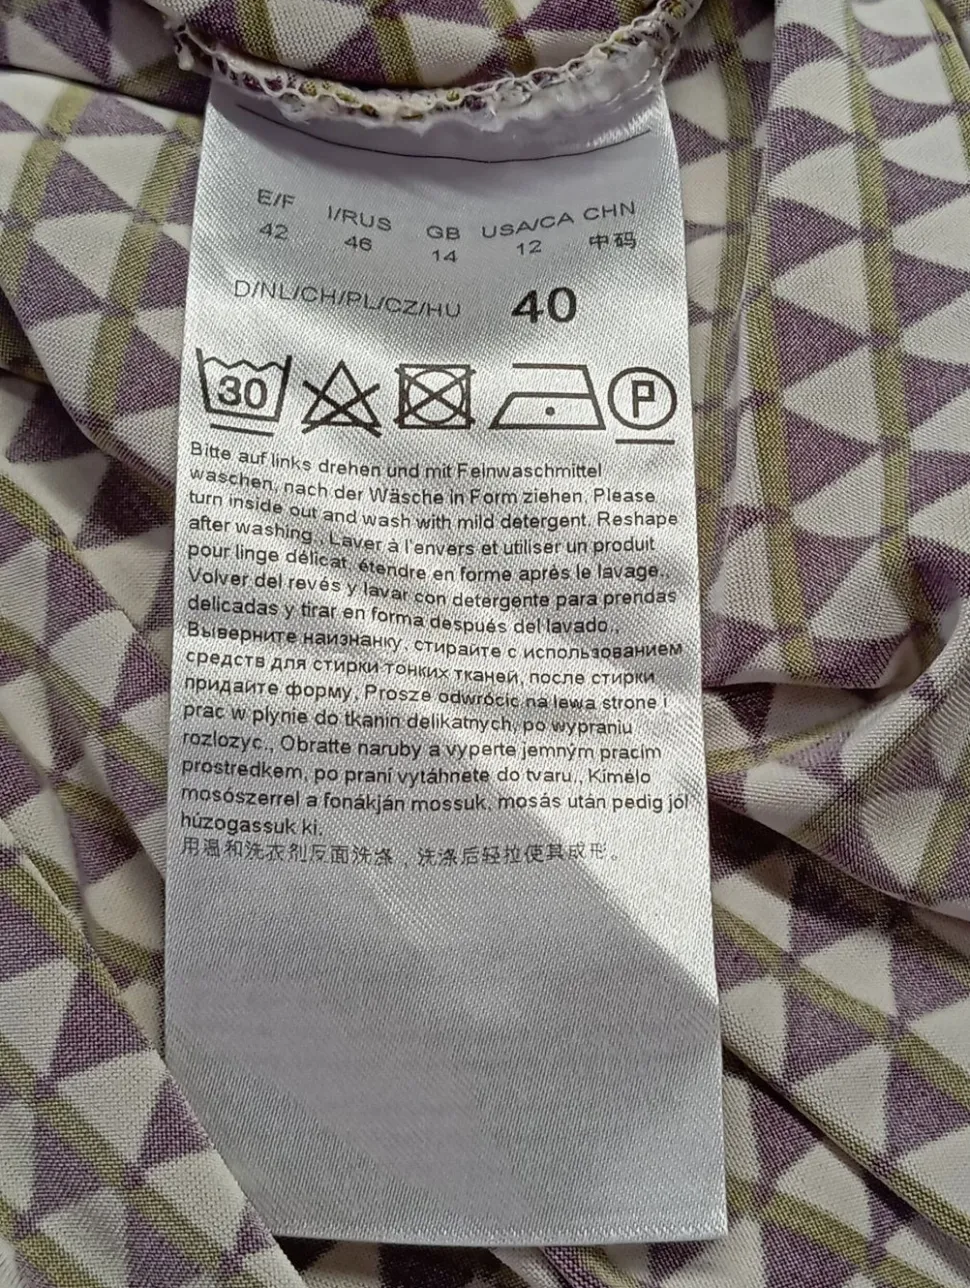 E/F I/RUS GB USA/CA CHN
42 46 14 12 中码
D/NL/CH/PL/CZ/HU 40
30 P
Bitte auf links drehen und mit Feinwaschmittel
waschen, nach der Wäsche in Form ziehen. Please
turn inside out and wash with mild detergent. Reshape
after washing., Laver à l'envers et utiliser un produit
pour linge délicat, étendre en forme après le lavage.,
Volver del revés y lavar con detergente para prendas
delicadas y tirar en forma después del lavado.,
Выверните наизнанку, стирайте с использованием
средств для стирки тонких тканей, после стирки
придайте форму, Prosze odwrócic na lewa strone i
prac w plynie do tkanin delikatnych, po wypraniu
rozlozyc., Obratte naruby a vyperte jemným pracím
prostredkem, po praní vytáhnete do tvaru., Kímélo
mosószerrel a fonákján mossuk, mosás után pedig jól
húzogassuk ki.
用温和洗衣剂反面洗涤，洗涤后轻拉使其成形。